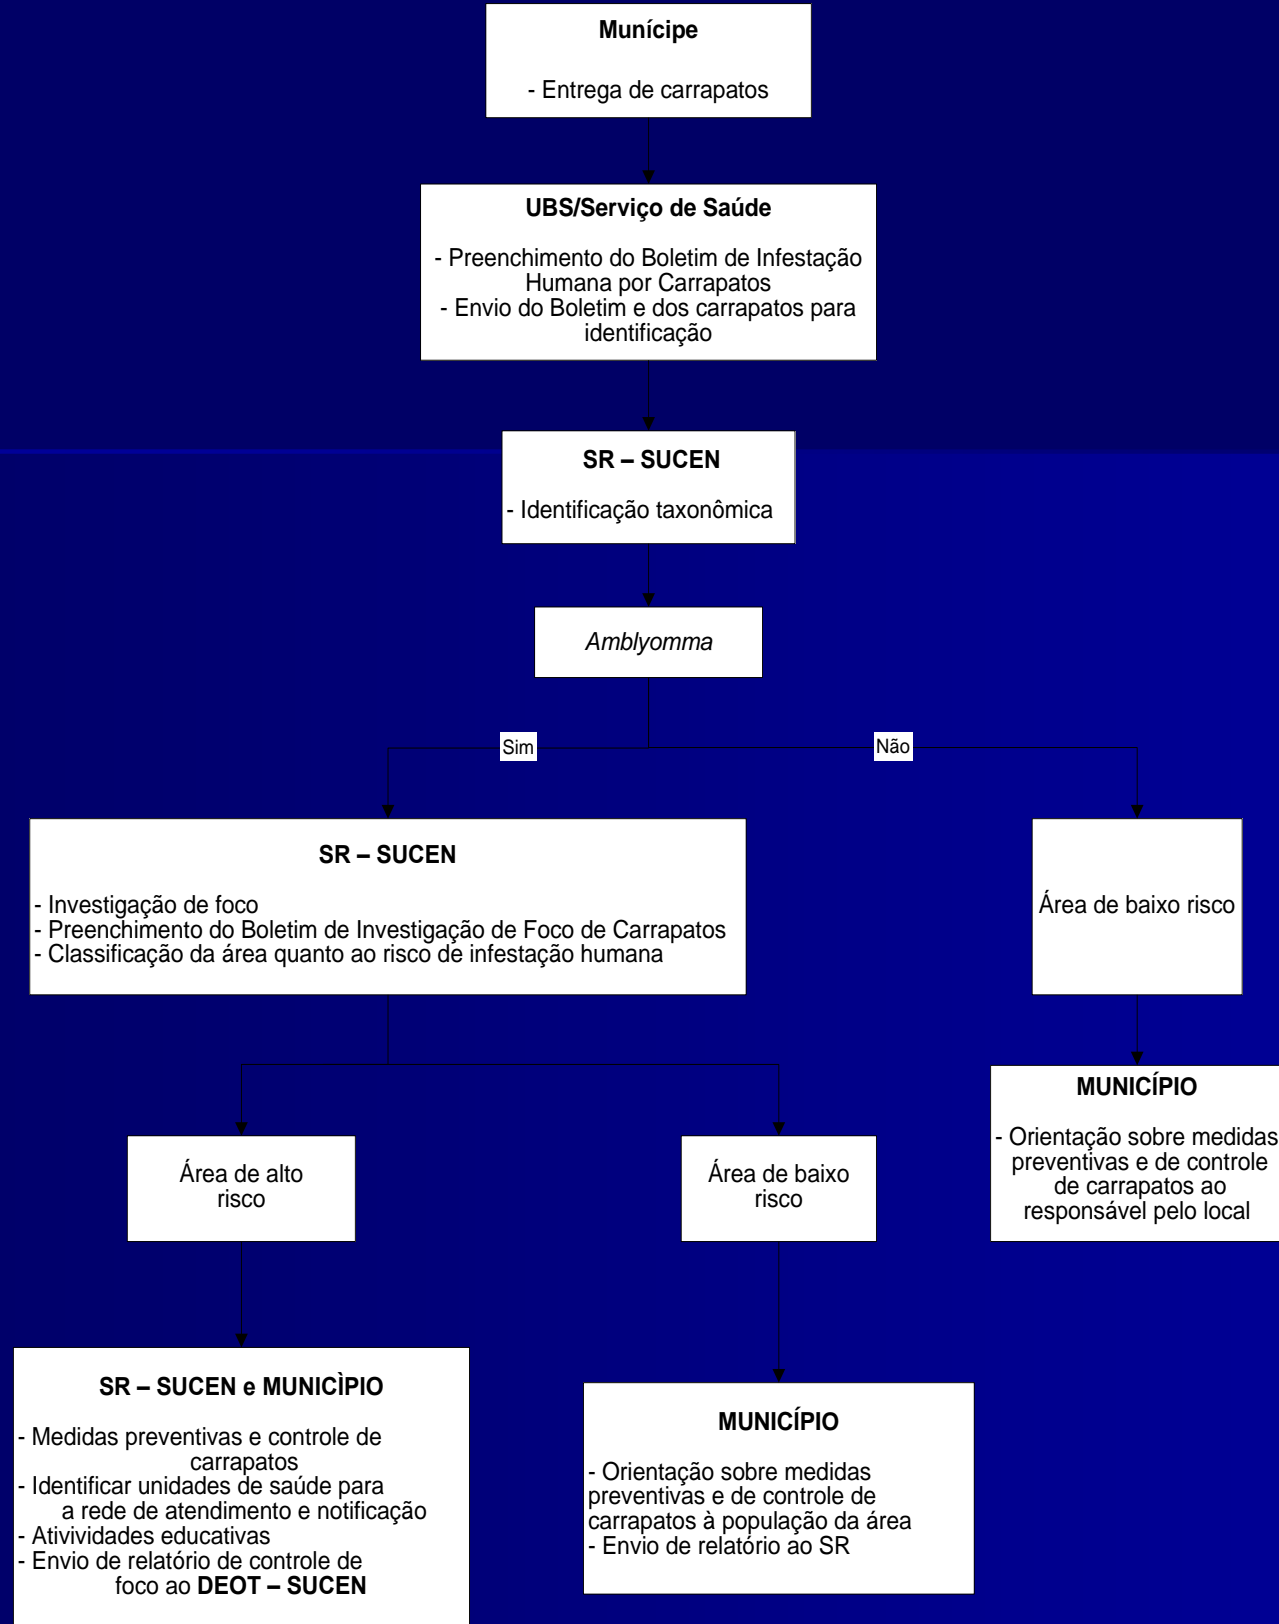 Munícipe
- Entrega de carrapatos
UBS/Serviço de Saúde
- Preenchimento do Boletim de Infestação
Humana por Carrapatos
- Envio do Boletim e dos carrapatos para
identificação
SR – SUCEN
- Identificação taxonômica
Amblyomma
Sim
Não
SR – SUCEN
- Investigação de foco
- Preenchimento do Boletim de Investigação de Foco de Carrapatos
- Classificação da área quanto ao risco de infestação humana
Área de baixo risco
MUNICÍPIO
- Orientação sobre medidas
preventivas e de controle
de carrapatos ao
responsável pelo local
Área de alto
risco
Área de baixo
risco
SR – SUCEN e MUNICÌPIO
- Medidas preventivas e controle de
carrapatos
- Identificar unidades de saúde para
a rede de atendimento e notificação
- Ativividades educativas
- Envio de relatório de controle de
foco ao DEOT – SUCEN
MUNICÍPIO
- Orientação sobre medidas
preventivas e de controle de
carrapatos à população da área
- Envio de relatório ao SR